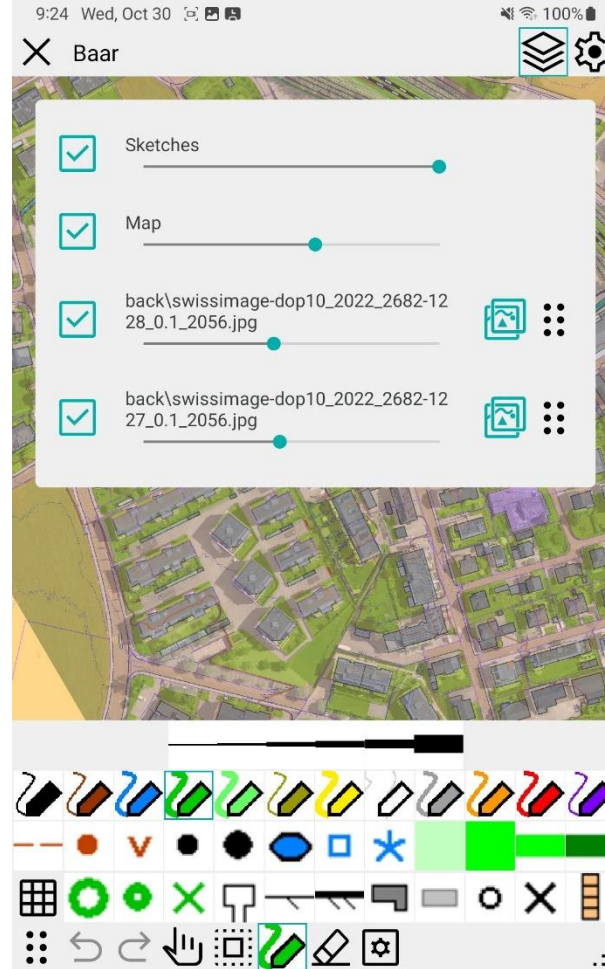 9:24 Wed, Oct 30 100%
Baar
Sketches
Map
back\swissimage-dop10_2022_2682-12
28_0.1_2056.jpg
back\swissimage-dop10_2022_2682-12
27_0.1_2056.jpg